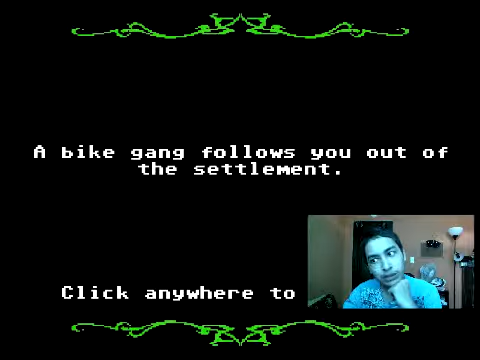 A bike gang follows you out of
the settlement.
Click anywhere to